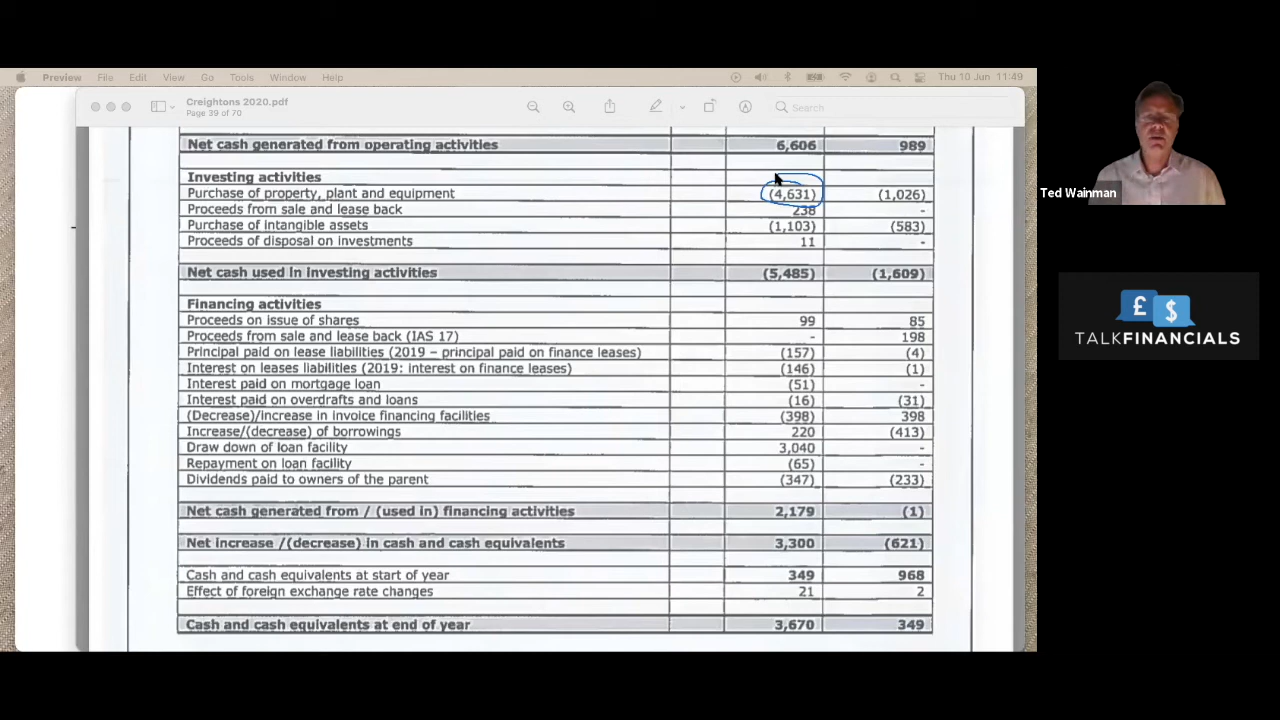 Preview File Edit View Go Tools Window Help Thu 10 Jun 11:49
Creightons 2020.pdf
Page 39 of 70
Search
Net cash generated from operating activities 6,606 989
Investing activities
Purchase of property, plant and equipment (4,631) (1,026)
Proceeds from sale and lease back 238 -
Purchase of intangible assets (1,103) (583)
Proceeds of disposal on investments 11 -
Net cash used in investing activities (5,485) (1,609)
Financing activities
Proceeds on issue of shares 99 85
Proceeds from sale and lease back (IAS 17) - 198
Principal paid on lease liabilities (2019 – principal paid on finance leases) (157) (4)
Interest on leases liabilities (2019: interest on finance leases) (146) (1)
Interest paid on mortgage loan (51) -
Interest paid on overdrafts and loans (16) (31)
(Decrease)/increase in invoice financing facilities (398) 398
Increase/(decrease) of borrowings 220 (413)
Draw down of loan facility 3,040 -
Repayment on loan facility (65) -
Dividends paid to owners of the parent (347) (233)
Net cash generated from / (used in) financing activities 2,179 (1)
Net increase /(decrease) in cash and cash equivalents 3,300 (621)
Cash and cash equivalents at start of year 349 968
Effect of foreign exchange rate changes 21 2
Cash and cash equivalents at end of year 3,670 349
Ted Wainman
£ $
TALKFINANCIALS